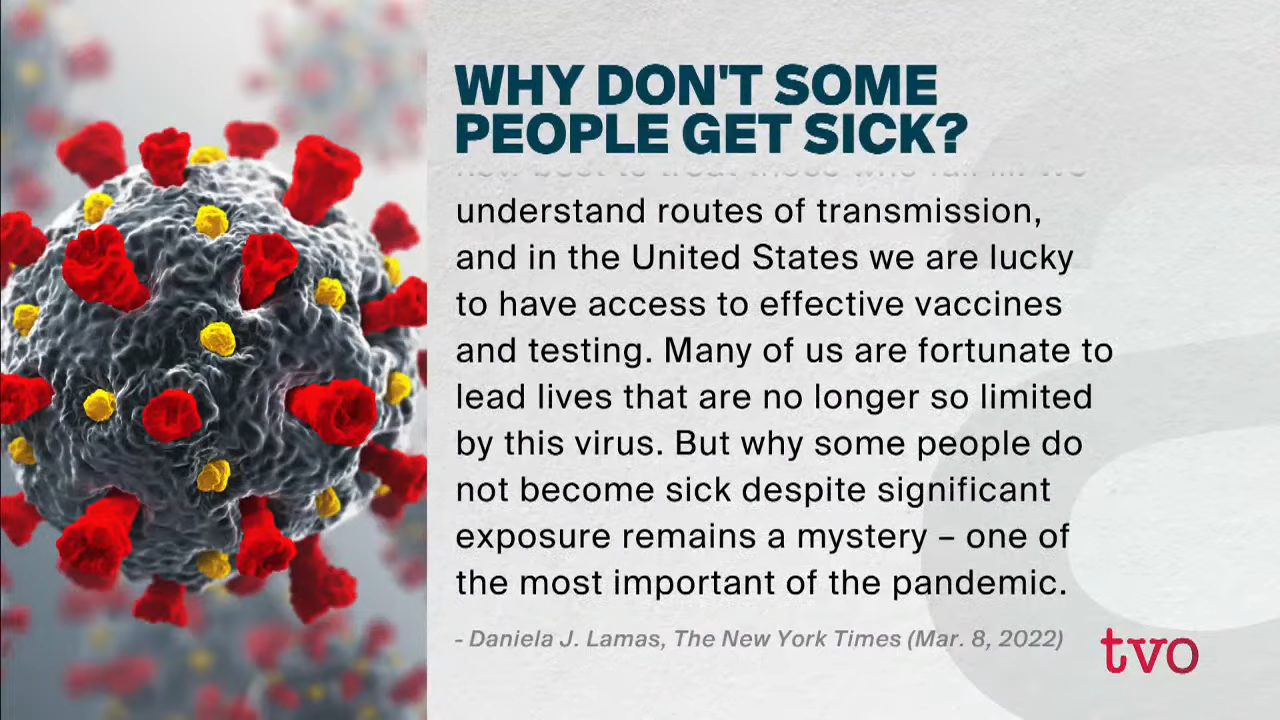 WHY DON'T SOME
PEOPLE GET SICK?
understand routes of transmission,
and in the United States we are lucky
to have access to effective vaccines
and testing. Many of us are fortunate to
lead lives that are no longer so limited
by this virus. But why some people do
not become sick despite significant
exposure remains a mystery – one of
the most important of the pandemic.
- Daniela J. Lamas, The New York Times (Mar. 8, 2022)
tvo